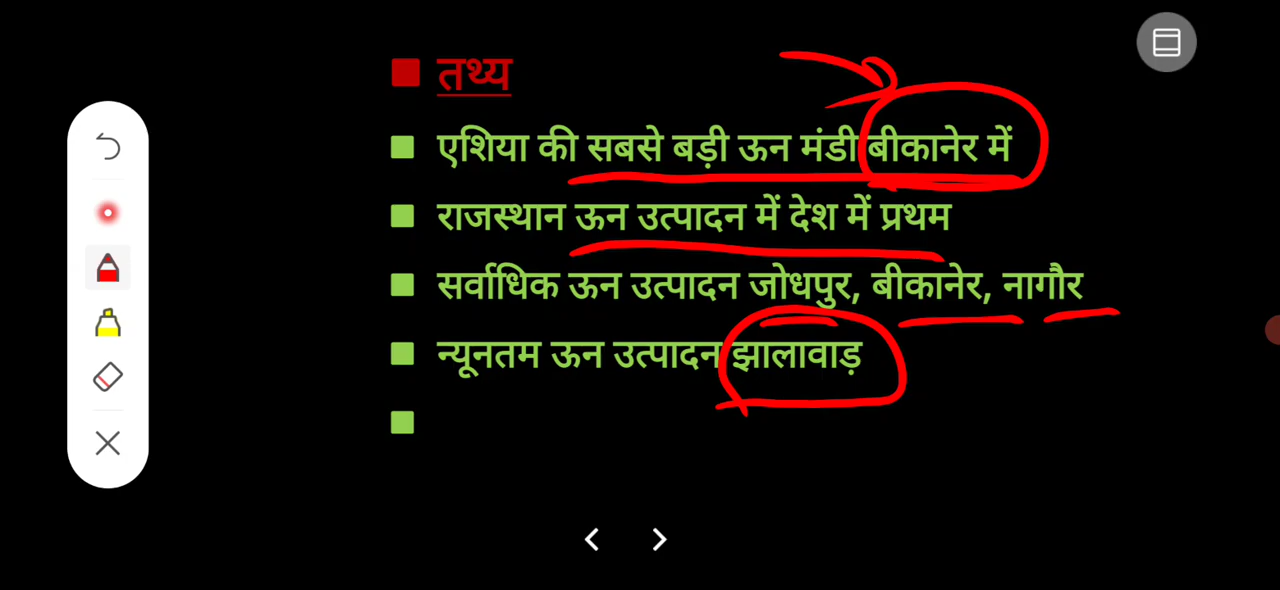 तथ्य
एशिया की सबसे बड़ी ऊन मंडी बीकानेर में
राजस्थान ऊन उत्पादन में देश में प्रथम
सर्वाधिक ऊन उत्पादन जोधपुर, बीकानेर, नागौर
न्यूनतम ऊन उत्पादन झालावाड़